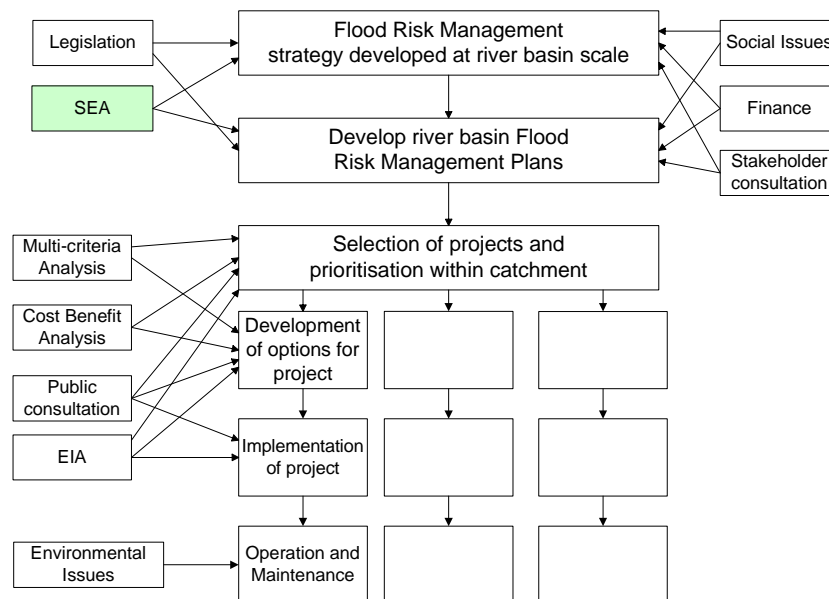 Flood Risk Management
strategy developed at river basin scale
Legislation
Social Issues
SEA
Finance
Develop river basin Flood
Risk Management Plans
Stakeholder
consultation
Multi-criteria
Analysis
Selection of projects and
prioritisation within catchment
Cost Benefit
Analysis
Development
of options for
project
Public
consultation
EIA
Implementation
of project
Environmental
Issues
Operation and
Maintenance